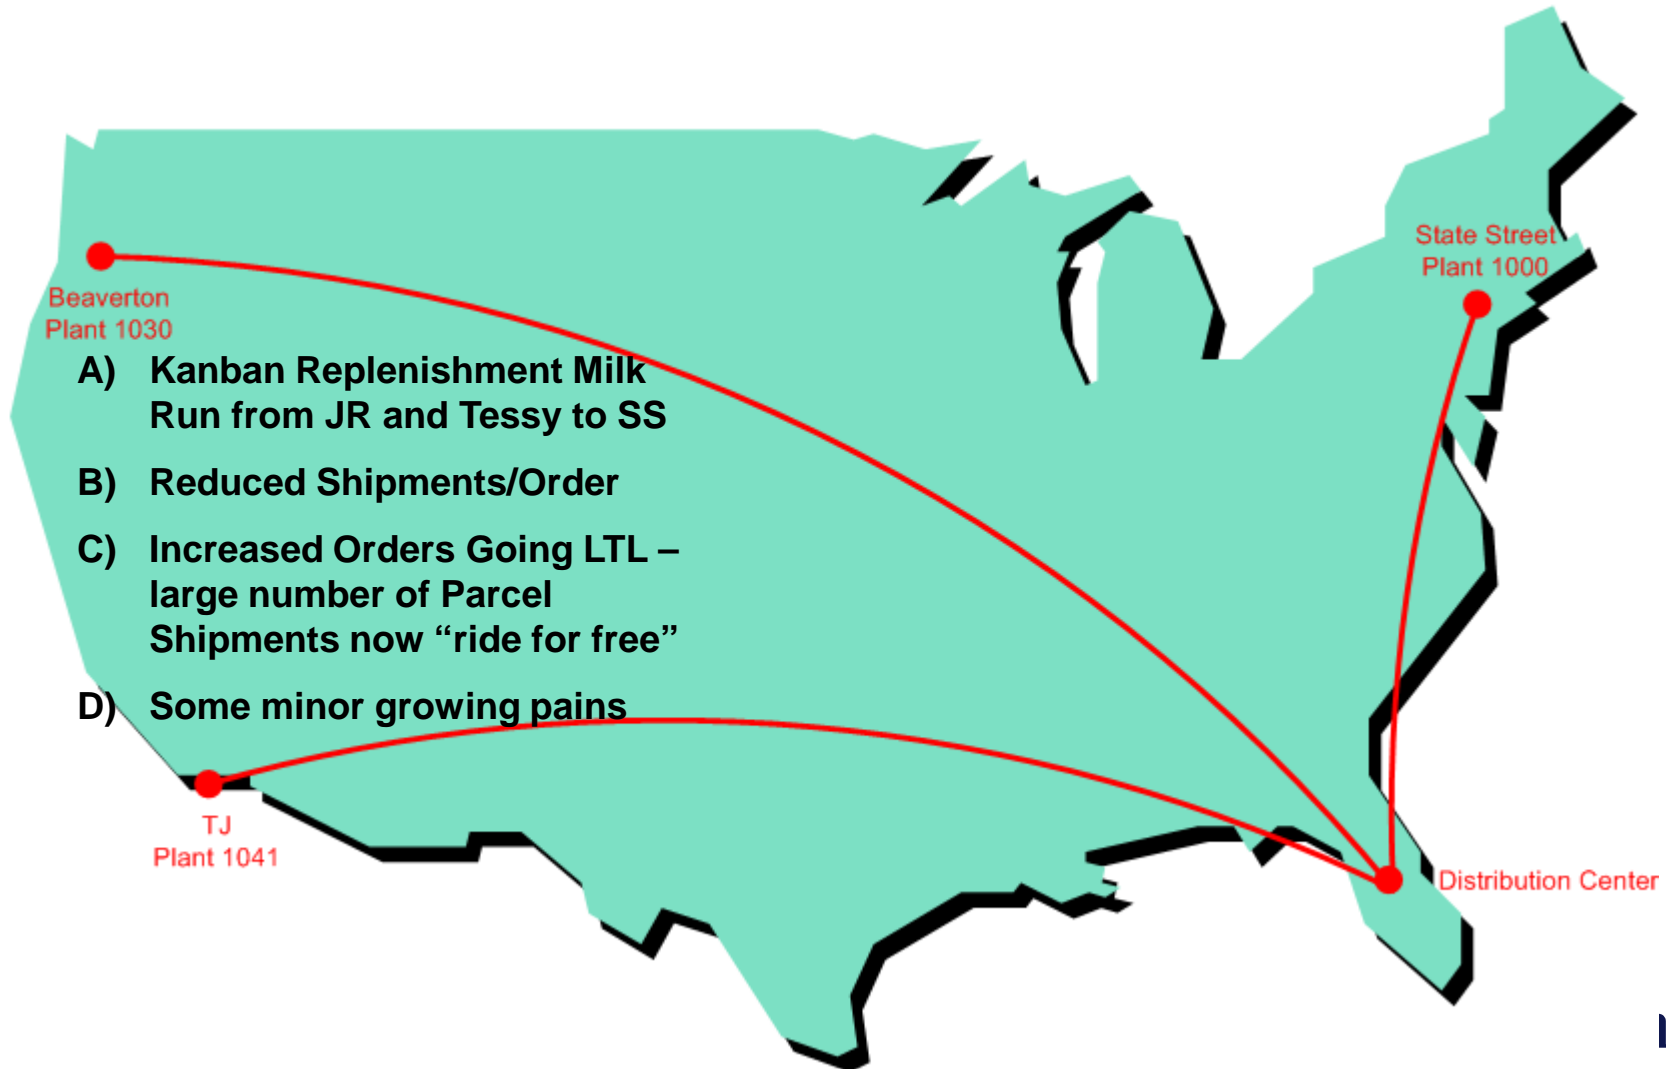 State Street
Plant 1000
Beaverton
Plant 1030
A) Kanban Replenishment Milk
Run from JR and Tessy to SS
B) Reduced Shipments/Order
C) Increased Orders Going LTL –
large number of Parcel
Shipments now “ride for free”
D) Some minor growing pains
TJ
Plant 1041
Distribution Center